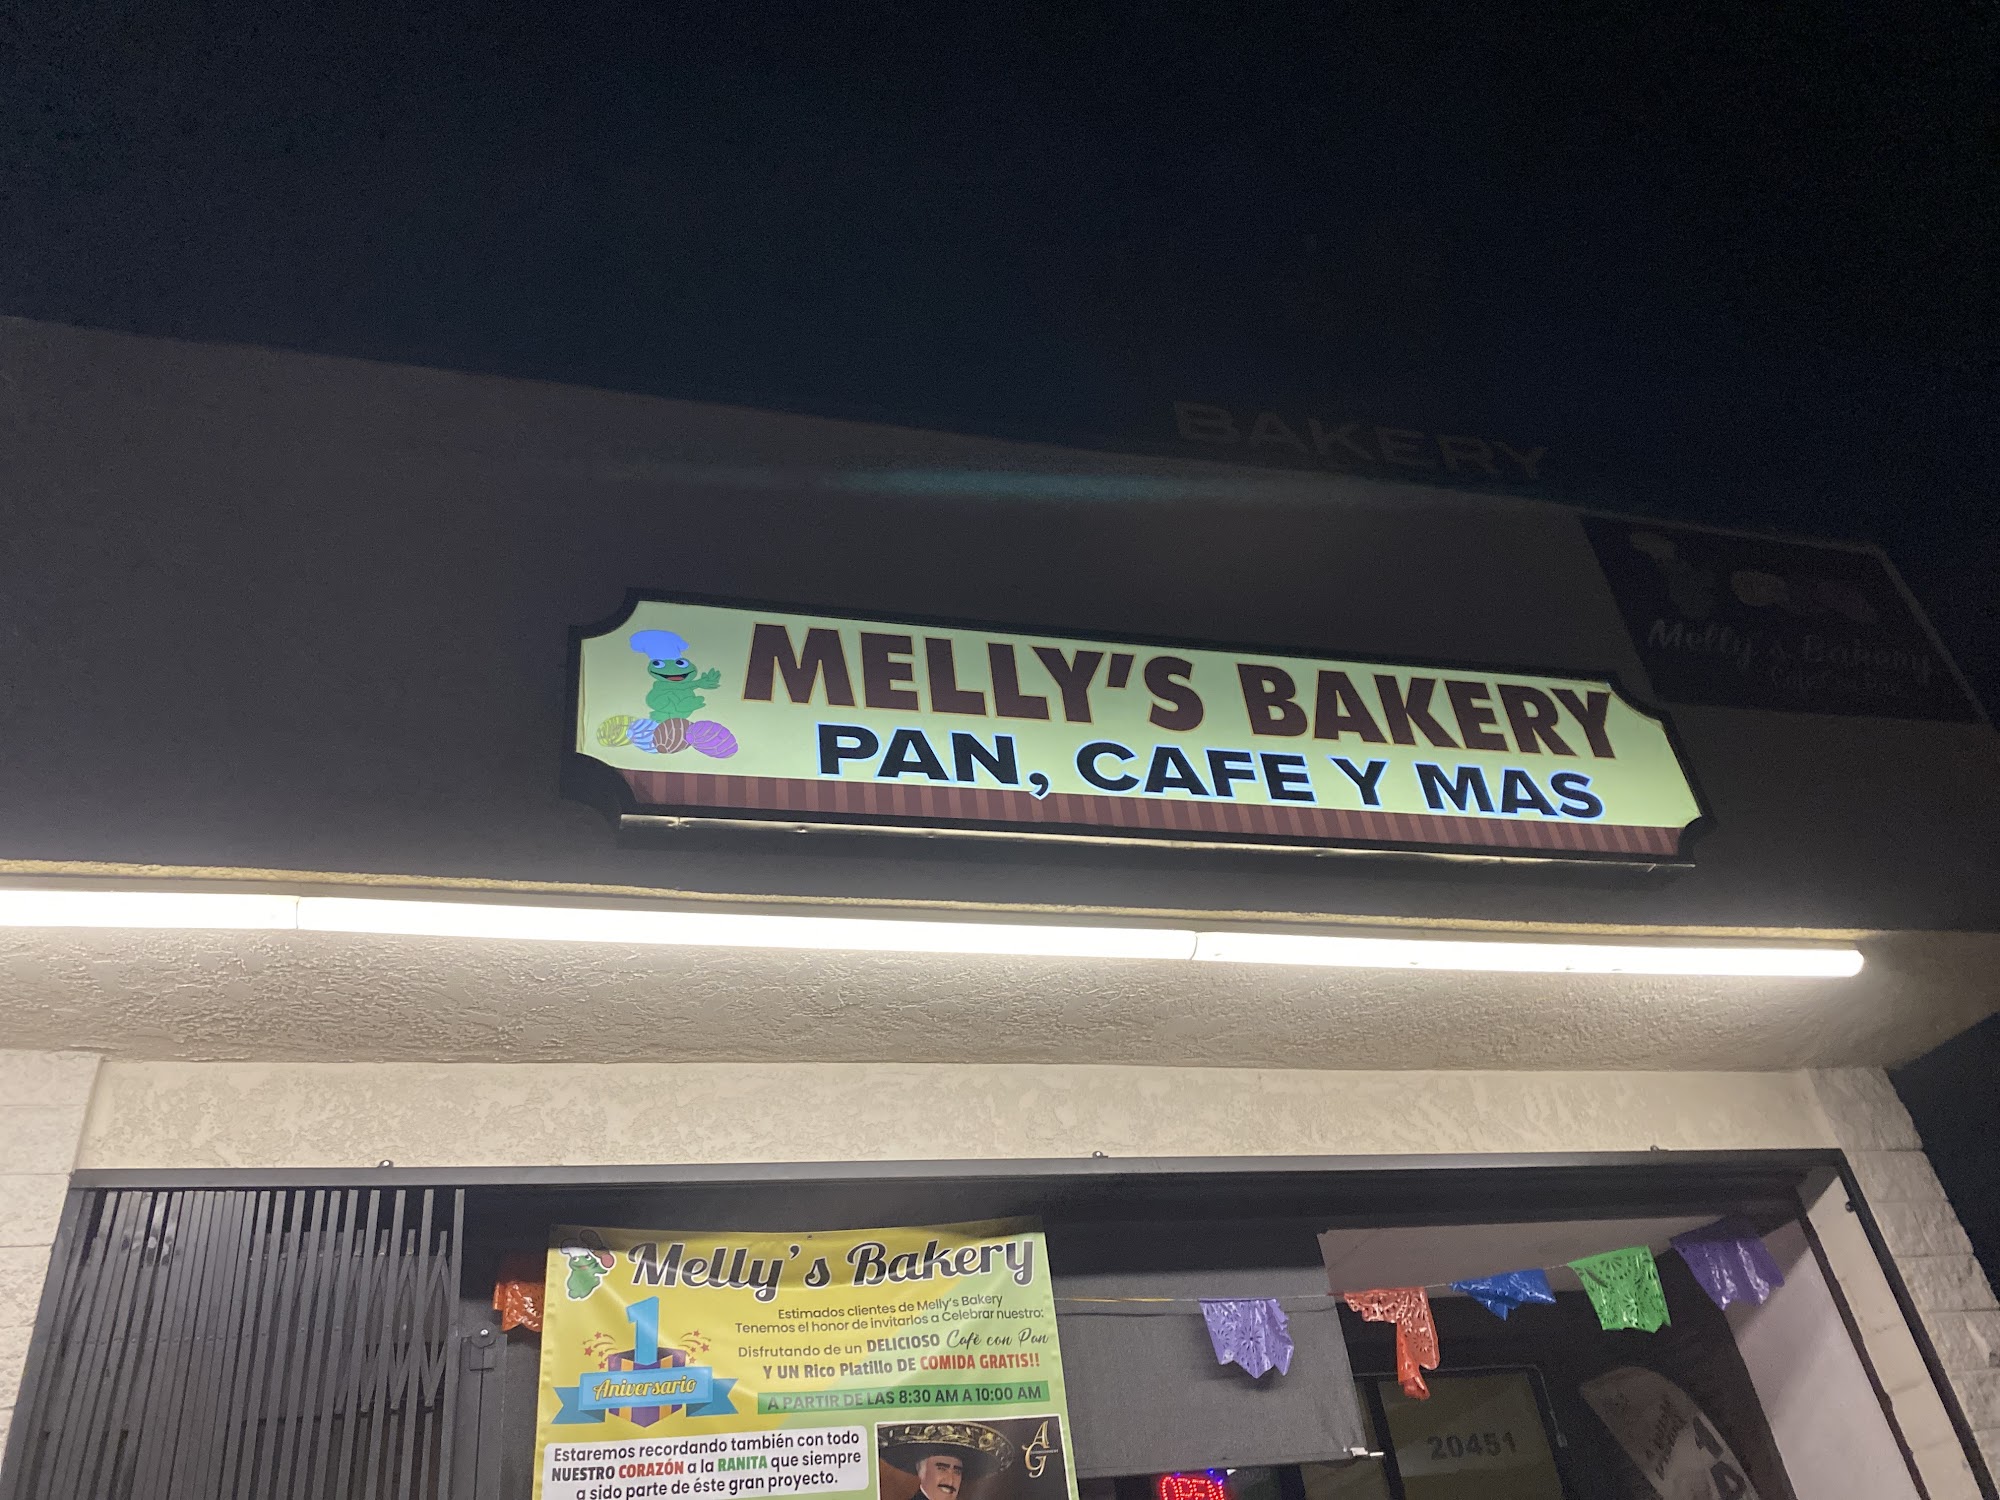 BAKERY
Melly's Bakery
MELLY'S BAKERY
PAN, CAFE Y MAS
Melly's Bakery
Estimados clientes de Melly's Bakery
Tenemos el honor de invitarlos a Celebrar nuestro:
1
Aniversario
Disfrutando de un DELICIOSO Café con Pan
Y UN Rico Platillo DE COMIDA GRATIS!!
A PARTIR DE LAS 8:30 AM A 10:00 AM
Estaremos recordando también con todo
NUESTRO CORAZÓN a la RANITA que siempre
a sido parte de éste gran proyecto.
AG
OPEN
20451